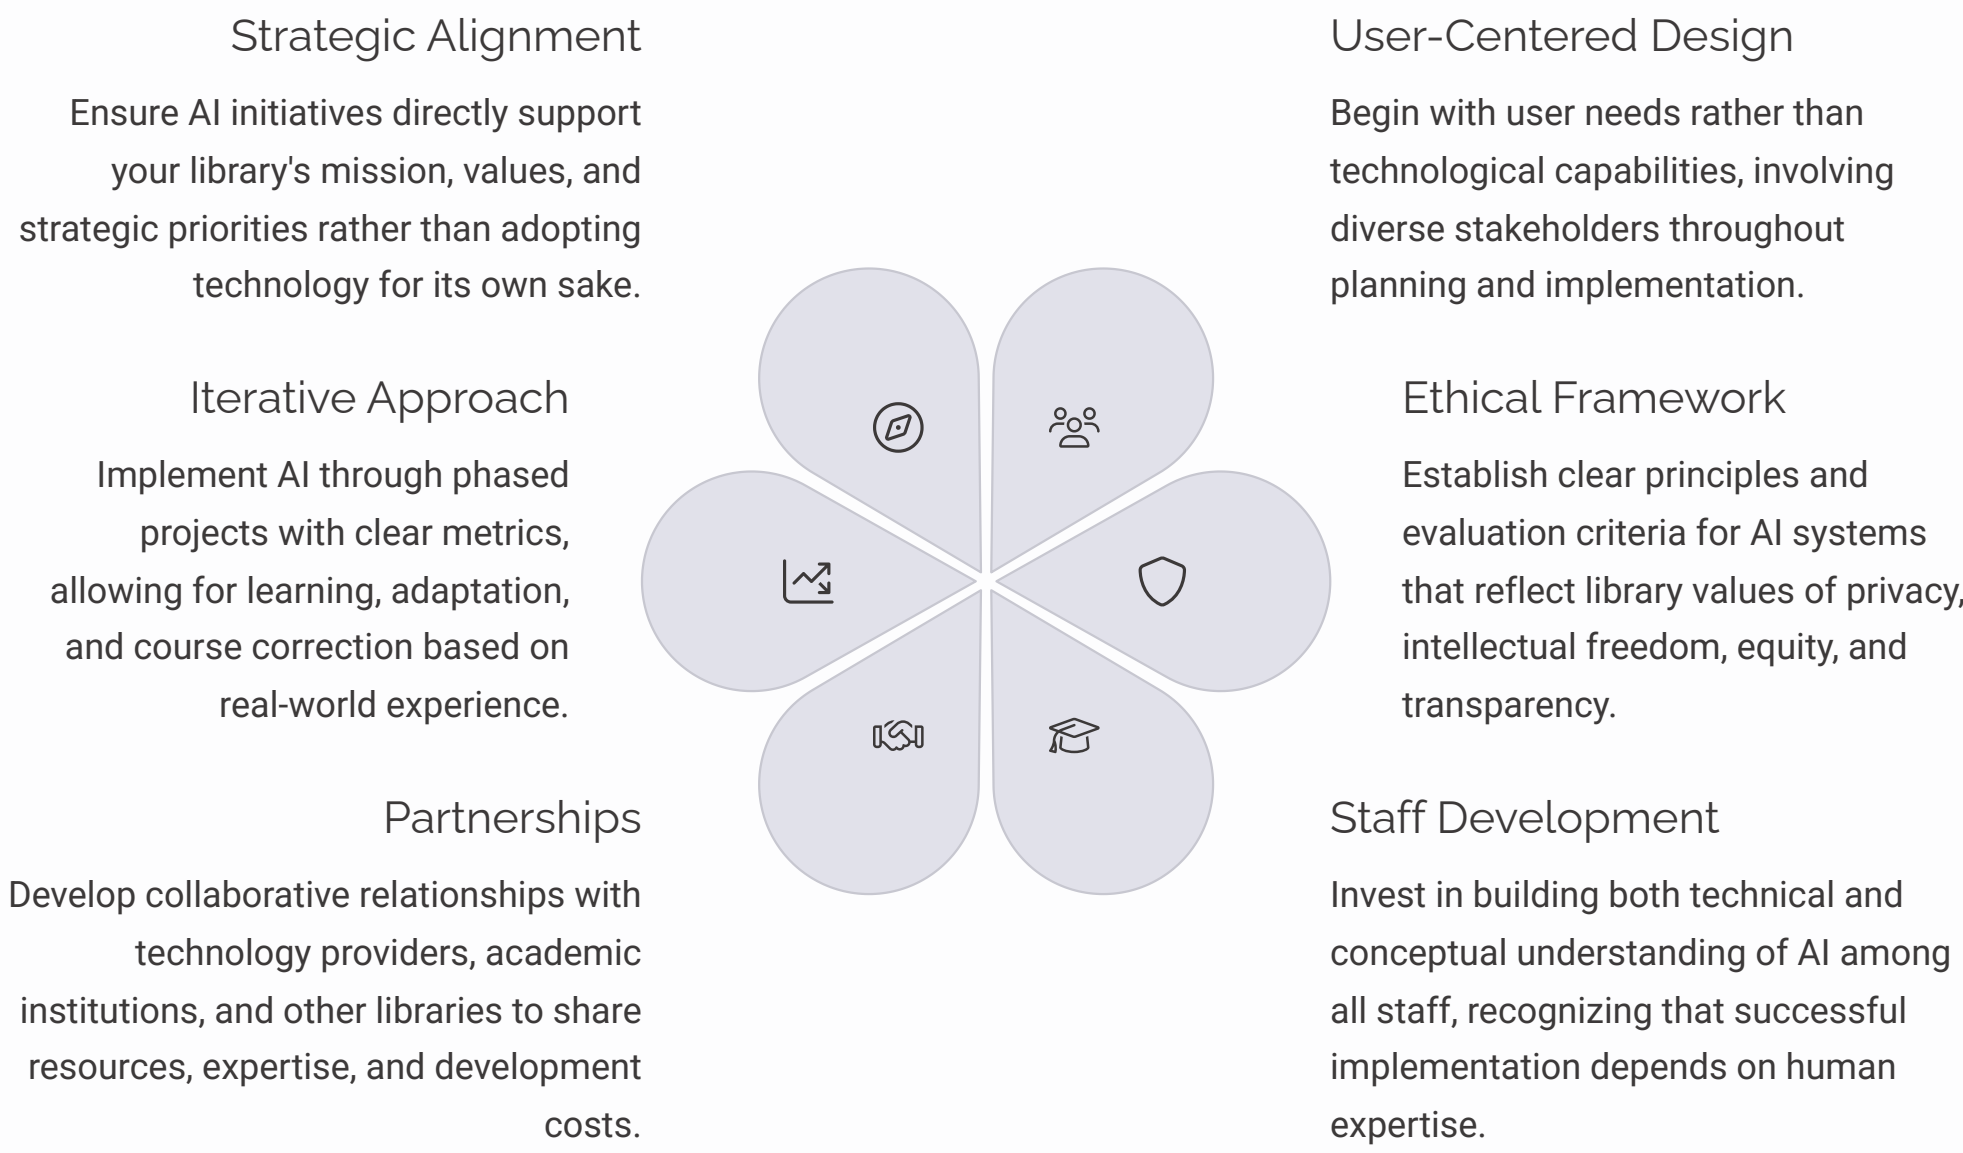 Strategic Alignment
Ensure AI initiatives directly support
your library's mission, values, and
strategic priorities rather than adopting
technology for its own sake.
User-Centered Design
Begin with user needs rather than
technological capabilities, involving
diverse stakeholders throughout
planning and implementation.
Iterative Approach
Implement AI through phased
projects with clear metrics,
allowing for learning, adaptation,
and course correction based on
real-world experience.
Ethical Framework
Establish clear principles and
evaluation criteria for AI systems
that reflect library values of privacy,
intellectual freedom, equity, and
transparency.
Partnerships
Develop collaborative relationships with
technology providers, academic
institutions, and other libraries to share
resources, expertise, and development
costs.
Staff Development
Invest in building both technical and
conceptual understanding of AI among
all staff, recognizing that successful
implementation depends on human
expertise.